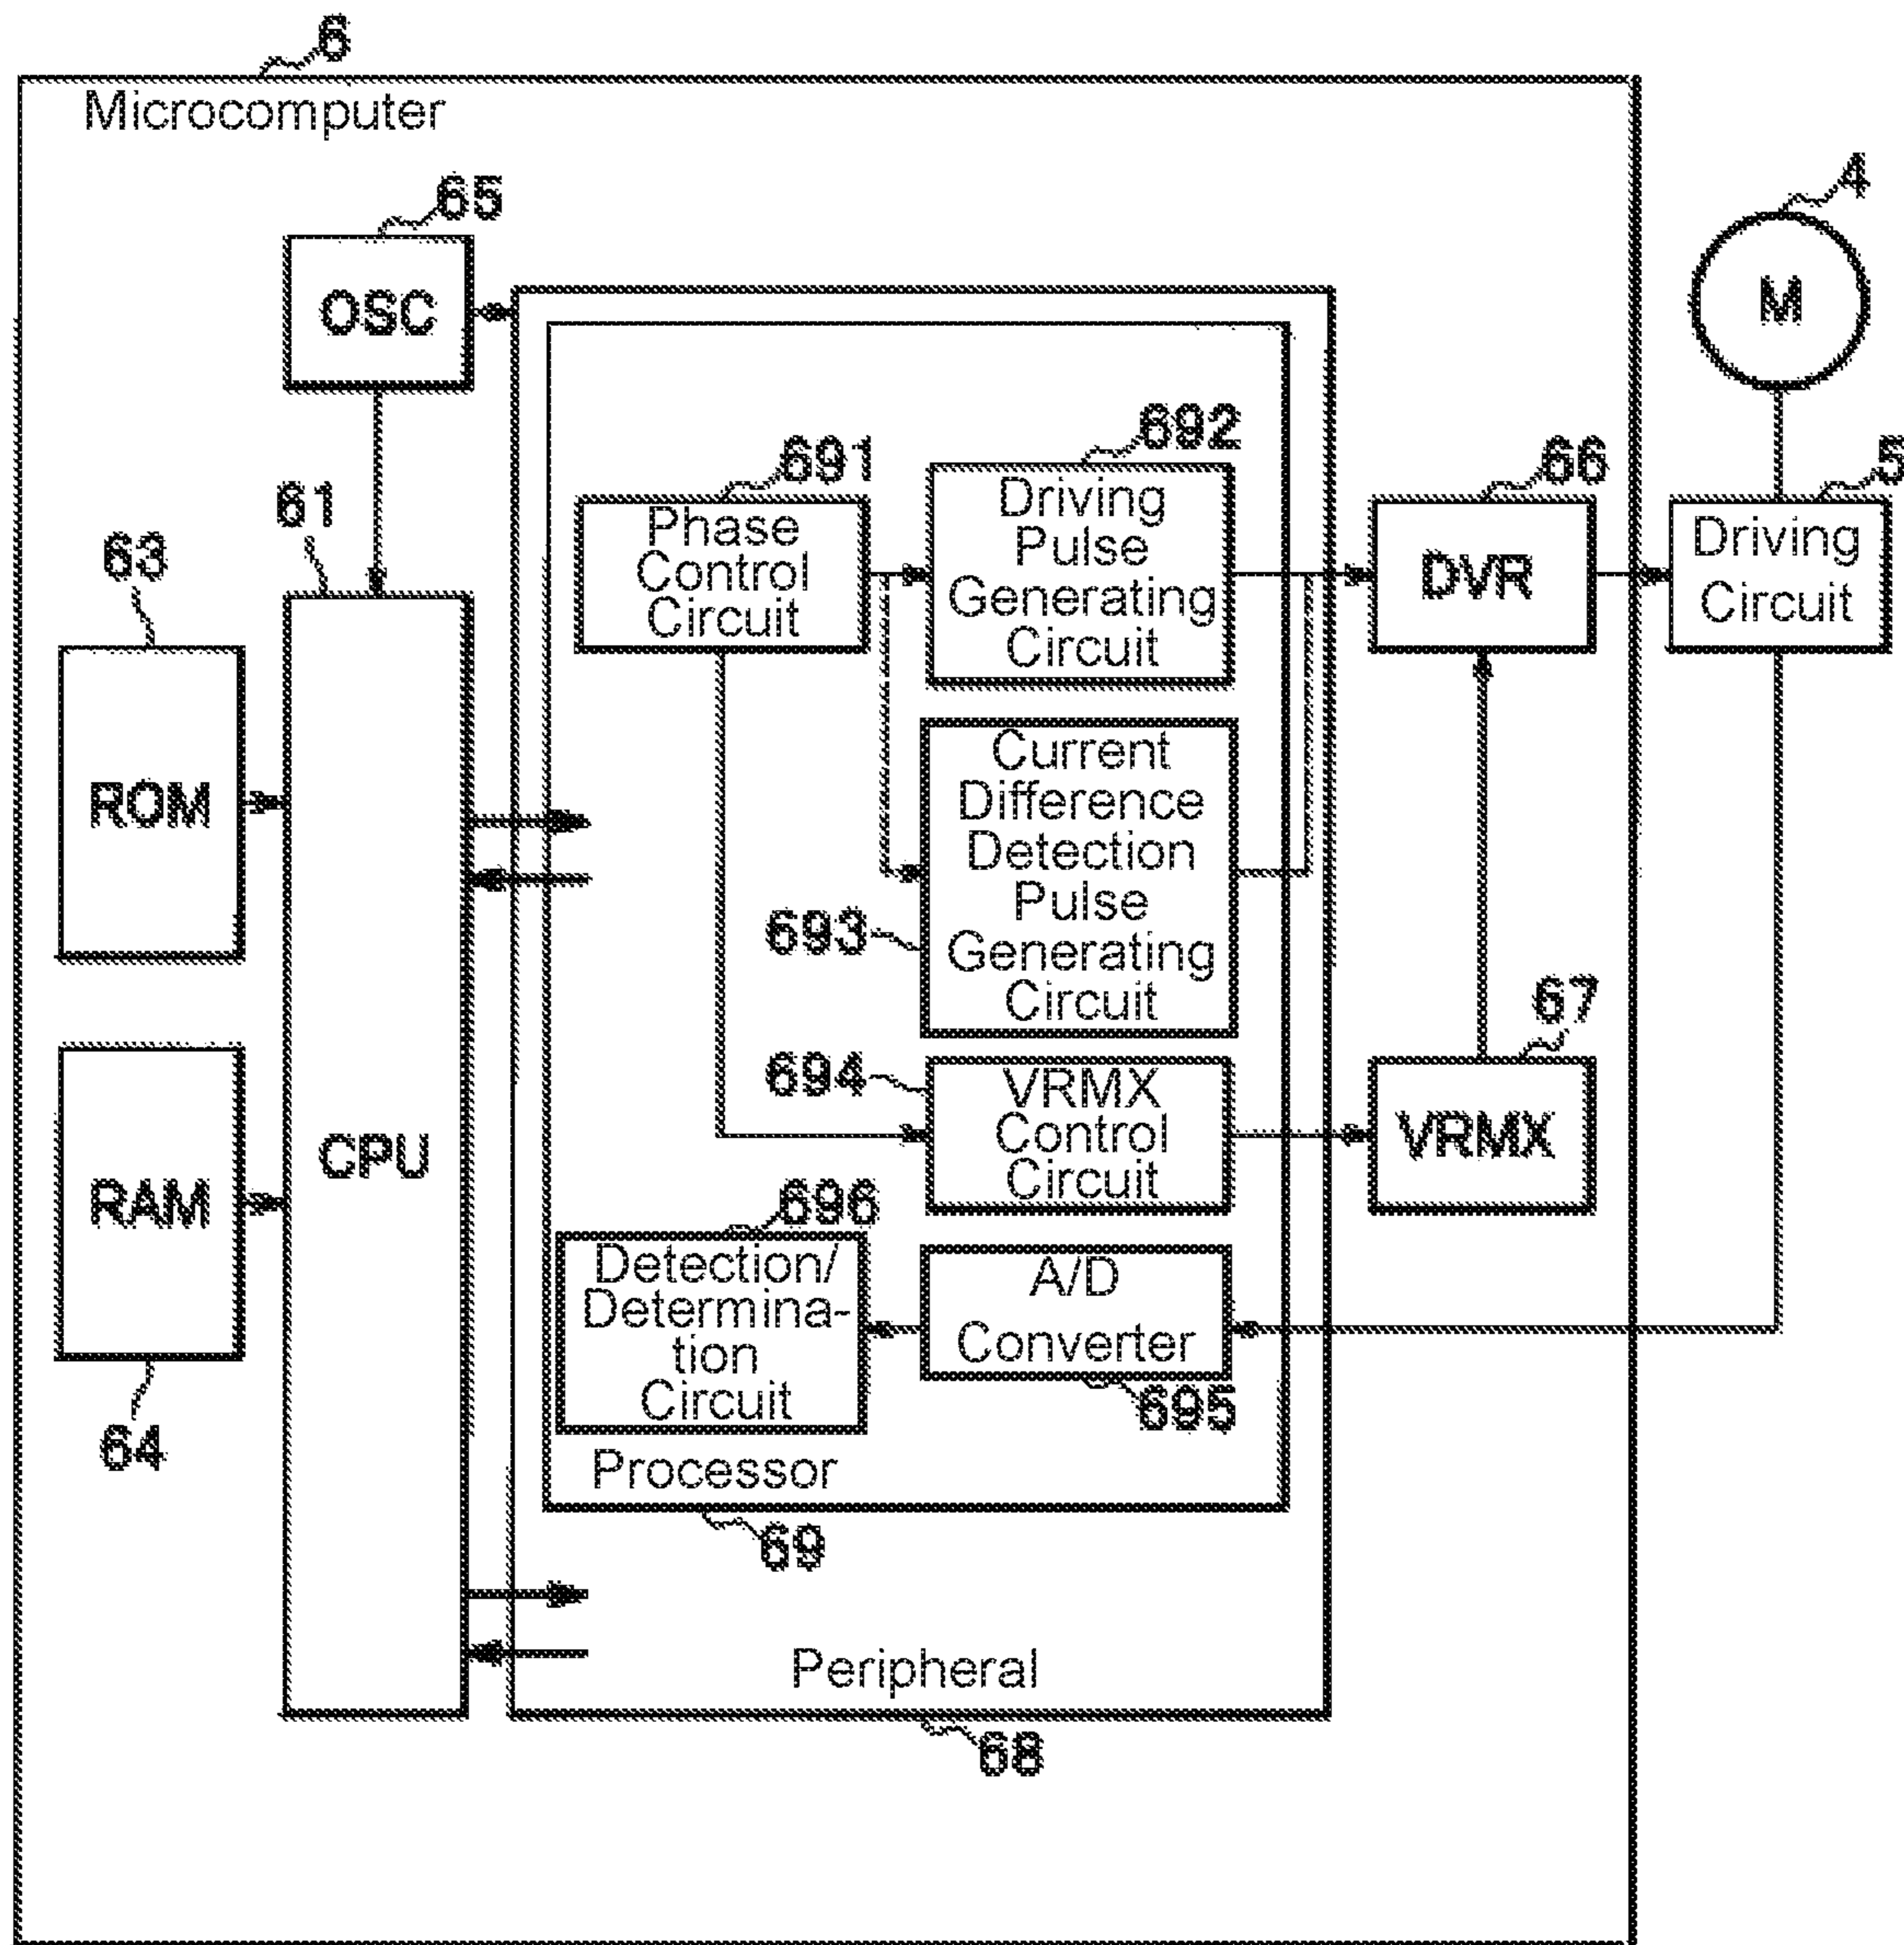 6
Microcomputer
65
OSC
4
M
691
692
66
5
61
63
Phase
Control
Circuit
Driving
Pulse
Generating
Circuit
DVR
Driving
Circuit
ROM
CPU
Current
Difference
Detection
Pulse
Generating
Circuit
693
67
694
VRMX
Control
Circuit
VRMX
RAM
64
696
Detection/
Determina-
tion
Circuit
A/D
Converter
695
Processor
69
Peripheral
68